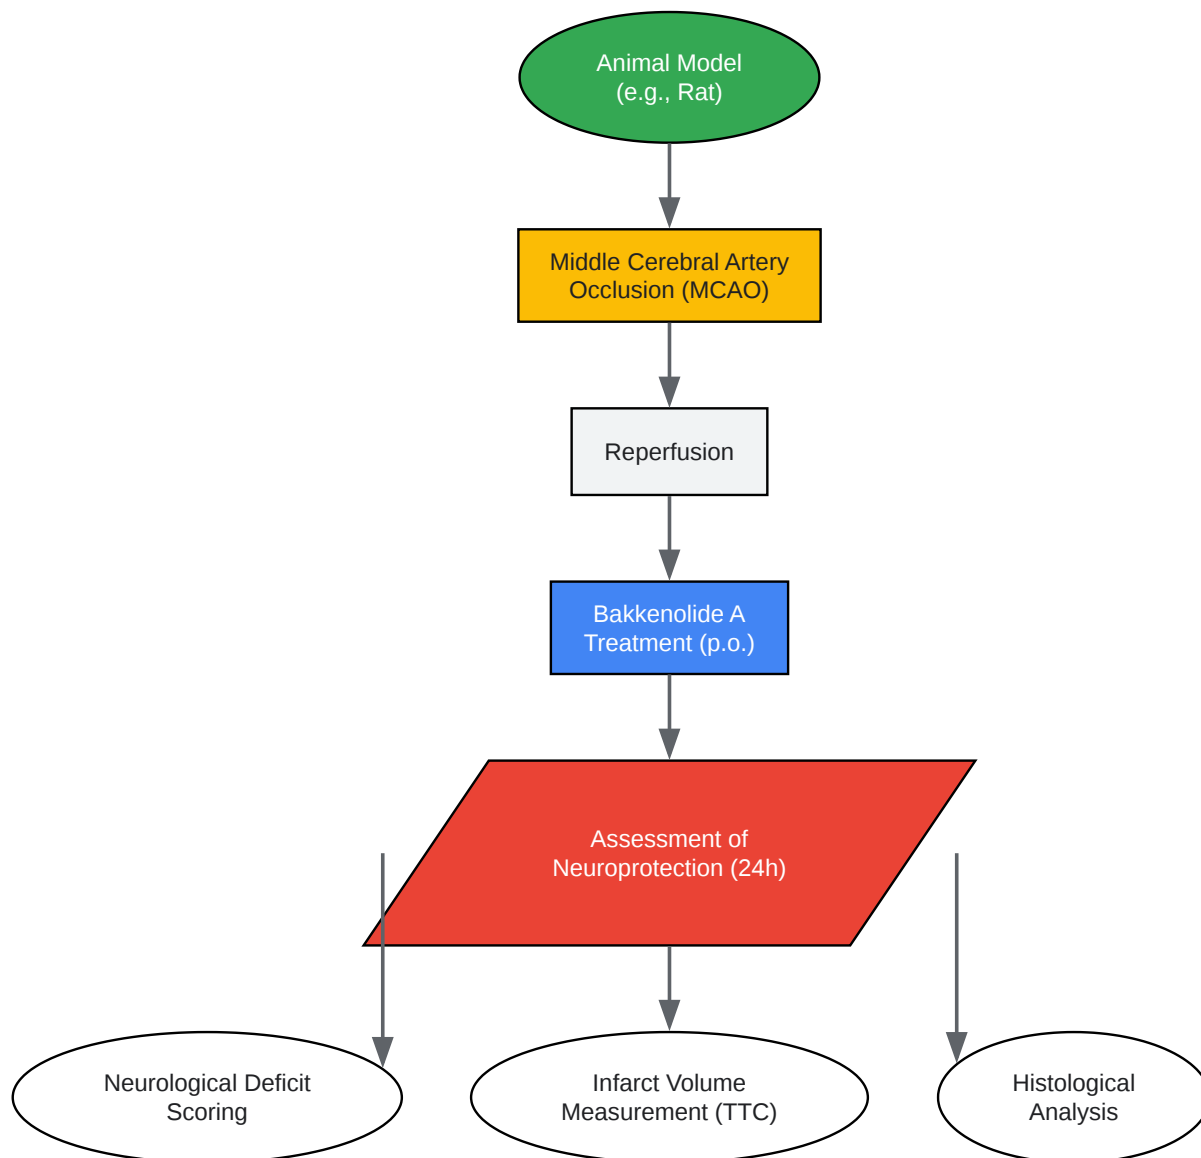 Animal Model
(e.g., Rat)
Middle Cerebral Artery
Occlusion (MCAO)
Reperfusion
Bakkenolide A
Treatment (p.o.)
Assessment of
Neuroprotection (24h)
Neurological Deficit
Scoring
Infarct Volume
Measurement (TTC)
Histological
Analysis